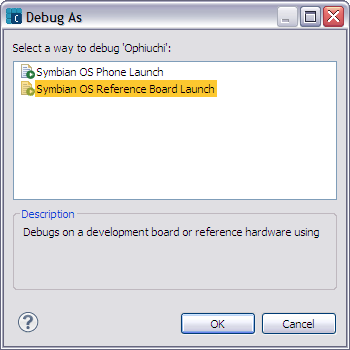 Debug As
Select a way to debug 'Ophiuchi':
Symbian OS Phone Launch
Symbian OS Reference Board Launch
Description
Debugs on a development board or reference hardware using
?
OK
Cancel